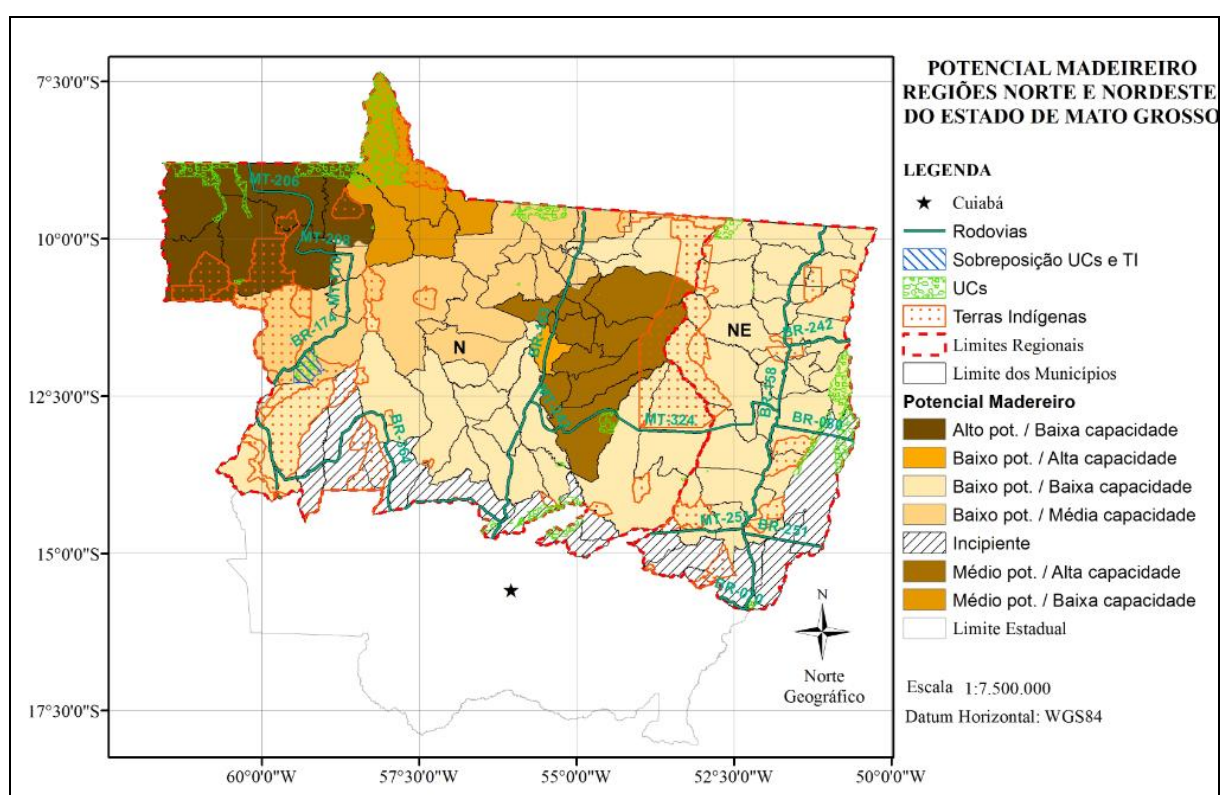 POTENCIAL MADEIREIRO
REGIÕES NORTE E NORDESTE
DO ESTADO DE MATO GROSSO
LEGENDA
Cuiabá
Rodovias
Sobreposição UCs e TI
UCs
Terras Indígenas
Limites Regionais
Limite dos Municípios
Potencial Madereiro
Alto pot. / Baixa capacidade
Baixo pot. / Alta capacidade
Baixo pot. / Baixa capacidade
Baixo pot. / Média capacidade
Incipiente
Médio pot. / Alta capacidade
Médio pot. / Baixa capacidade
Limite Estadual
Escala 1:7.500.000
Datum Horizontal: WGS84
7°30'0"S
10°0'0"S
12°30'0"S
15°0'0"S
17°30'0"S
60°0'0"W
57°30'0"W
55°0'0"W
52°30'0"W
50°0'0"W
MT-206
MT-208
BR-174
N
NE
BR-242
BR-158
MT-324
BR-080
BR-251
N
Norte
Geográfico